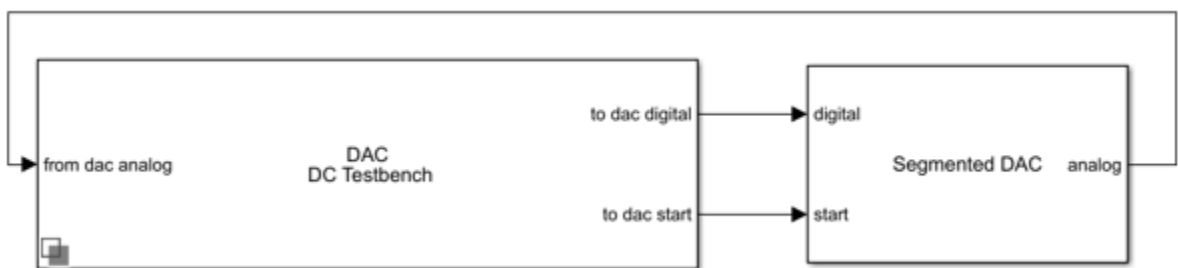 to dac digital
digital
from dac analog
DAC
DC Testbench
Segmented DAC
analog
to dac start
start